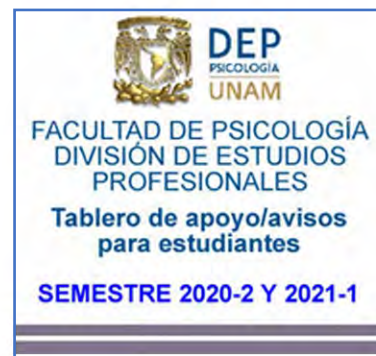 DEP
PSICOLOGÍA
UNAM
FACULTAD DE PSICOLOGÍA
DIVISIÓN DE ESTUDIOS
PROFESIONALES
Tablero de apoyo/avisos
para estudiantes
SEMESTRE 2020-2 Y 2021-1